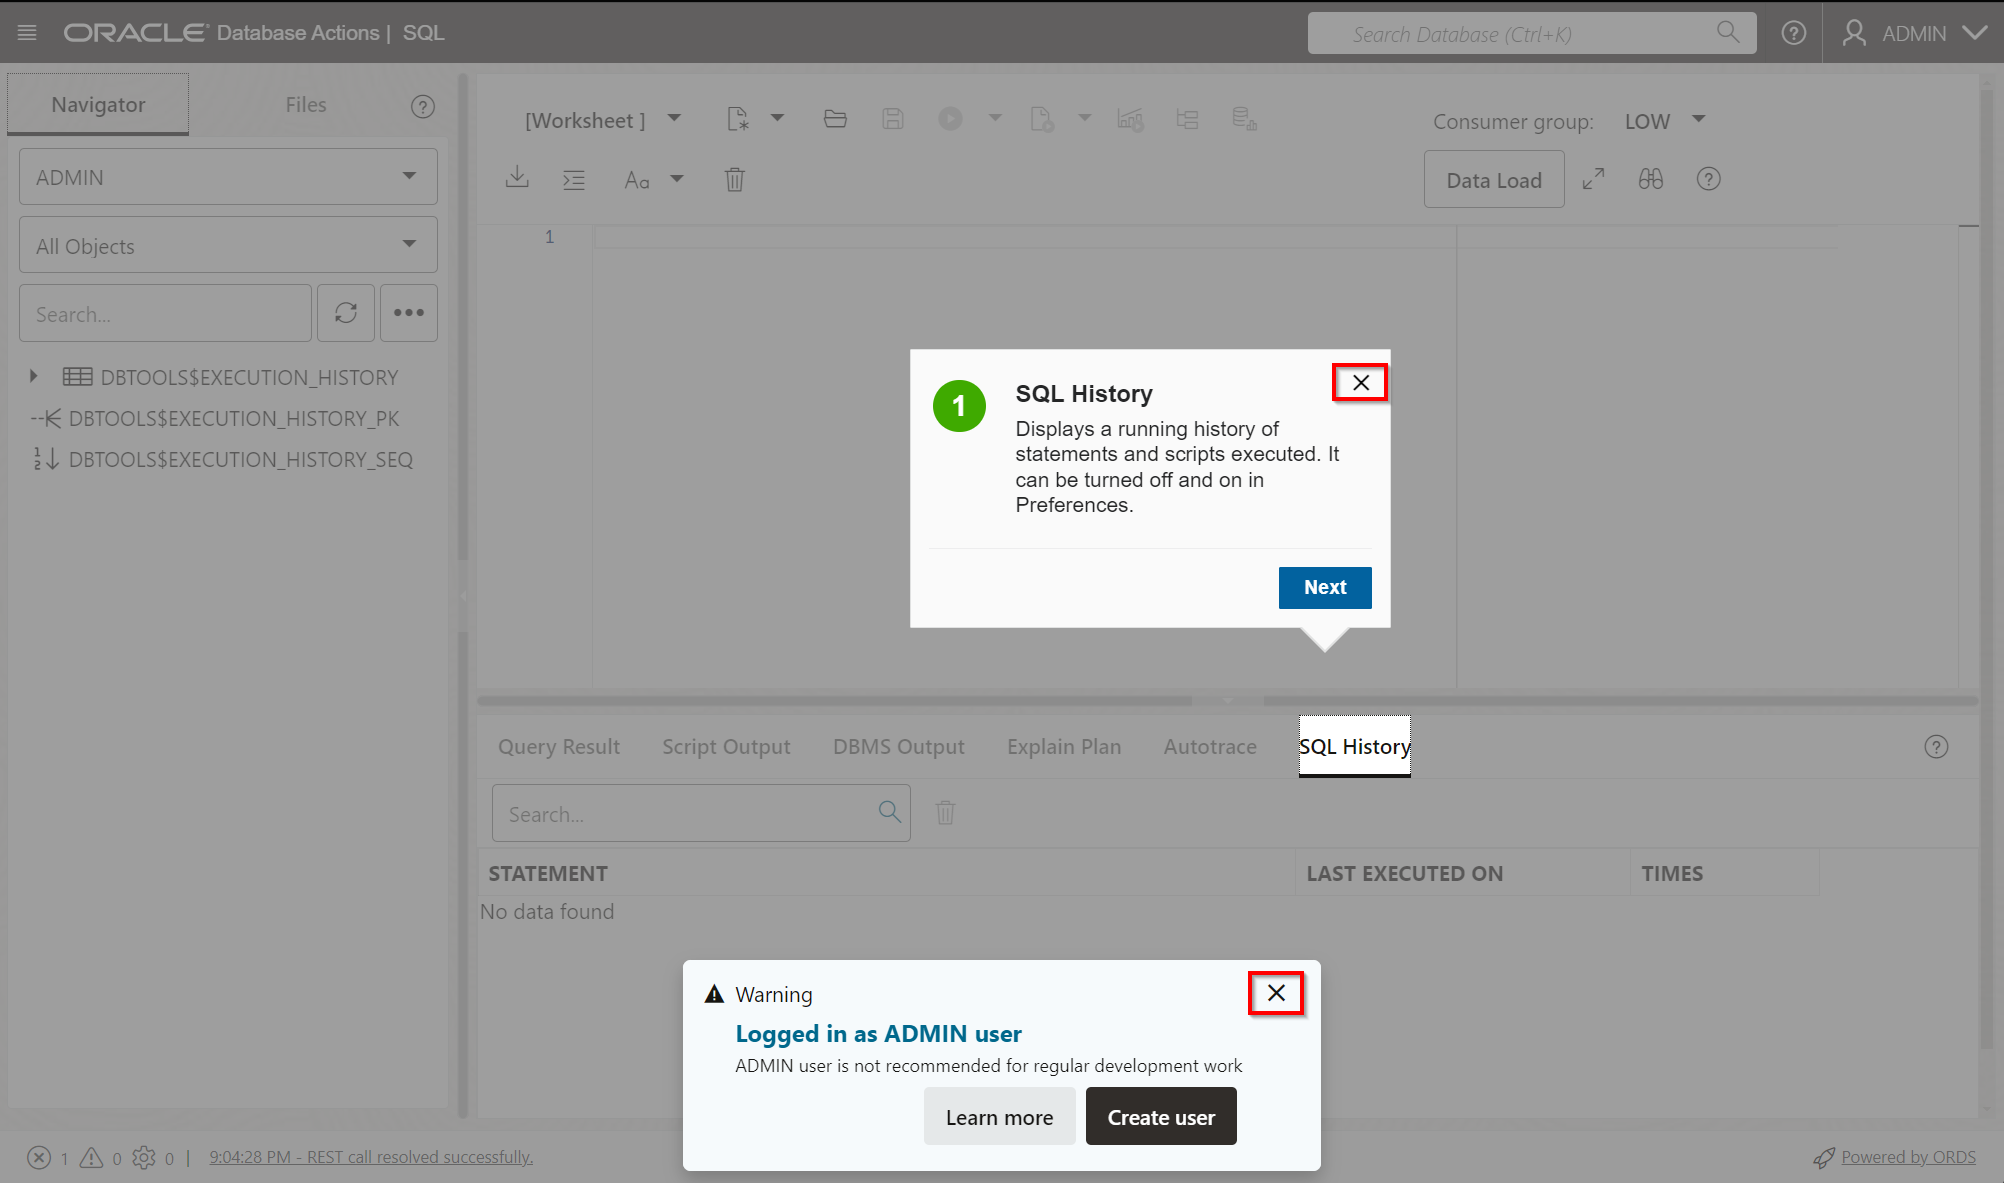 ORACLE Database Actions | SQL
Search Database (Ctrl+K)
ADMIN
Navigator
Files
[Worksheet ]
Consumer group: LOW
Aa
Data Load
ADMIN
All Objects
Search...
DBTOOLS$EXECUTION_HISTORY
DBTOOLS$EXECUTION_HISTORY_PK
DBTOOLS$EXECUTION_HISTORY_SEQ
1
1
SQL History
Displays a running history of
statements and scripts executed. It
can be turned off and on in
Preferences.
Next
Query Result
Script Output
DBMS Output
Explain Plan
Autotrace
SQL History
Search...
STATEMENT
LAST EXECUTED ON
TIMES
No data found
Warning
Logged in as ADMIN user
ADMIN user is not recommended for regular development work
Learn more
Create user
1
0
0
| 9:04:28 PM - REST call resolved successfully.
Powered by ORDS